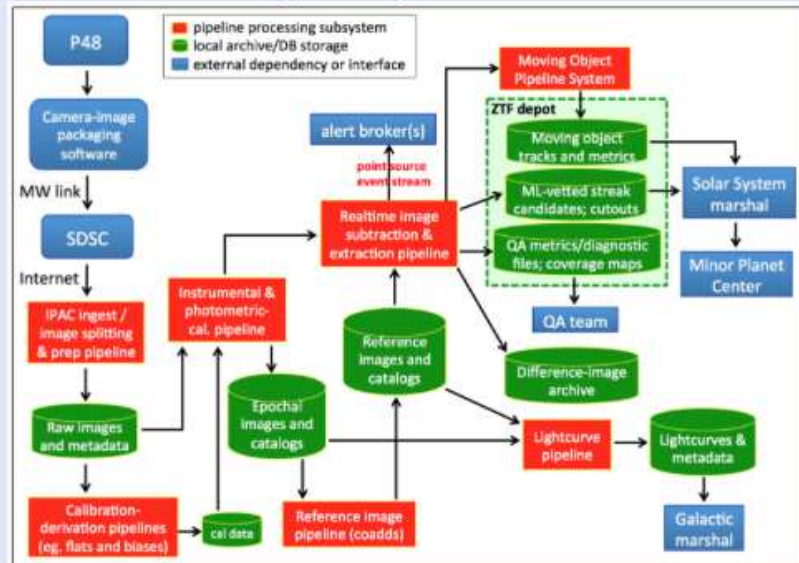 P48
pipeline processing subsystem
local archive/DB storage
external dependency or interface
Moving Object
Pipeline System
Camera-image
packaging
software
alert broker(s)
ZTF depot
Moving object
tracks and metrics
point source
event stream
MW link
ML-vetted streak
candidates; cutouts
Solar System
marshal
Realtime image
subtraction &
extraction pipeline
SDSC
QA metrics/diagnostic
files; coverage maps
Minor Planet
Center
Internet
Instrumental &
photometric-
cal. pipeline
IPAC ingest /
image splitting
& prep pipeline
QA team
Reference
images and
catalogs
Difference-image
archive
Epochal
images and
catalogs
Raw images
and metadata
Lightcurve
pipeline
Lightcurves &
metadata
Calibration-
derivation pipelines
(eg. flats and biases)
cal data
Reference image
pipeline (coadds)
Galactic
marshal